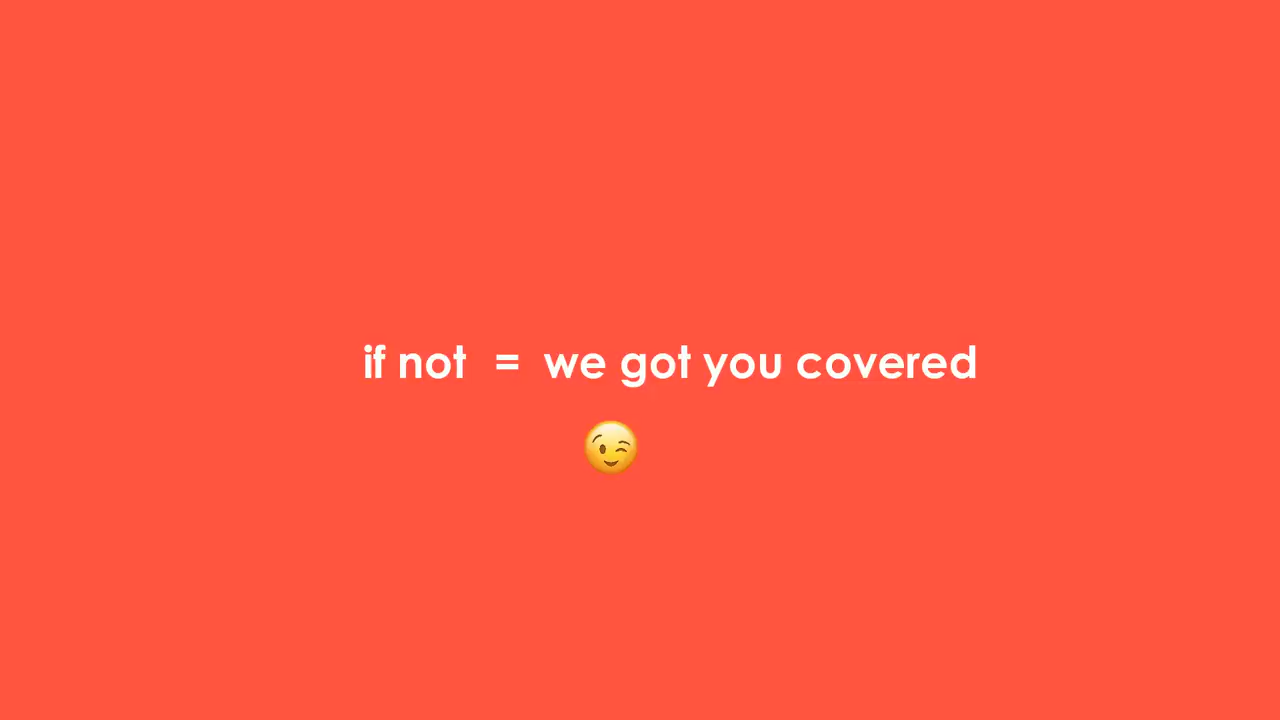 if not = we got you covered
😉